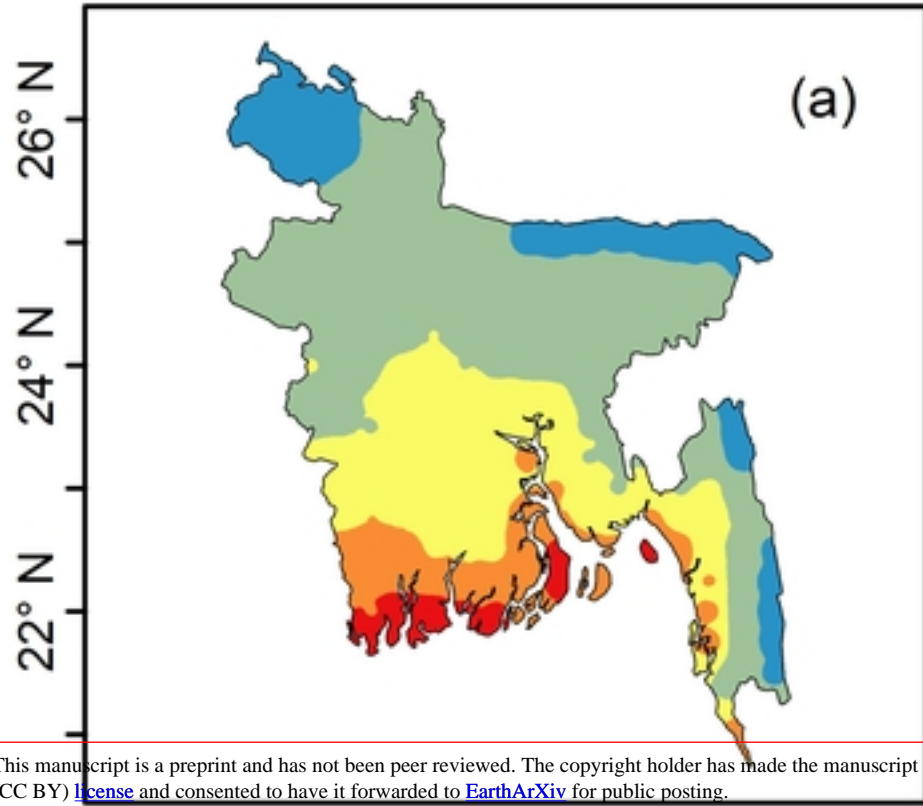 (a)
26° N
24° N
22° N
This manuscript is a preprint and has not been peer reviewed. The copyright holder has made the manuscript
CC BY) license and consented to have it forwarded to EarthArXiv for public posting.